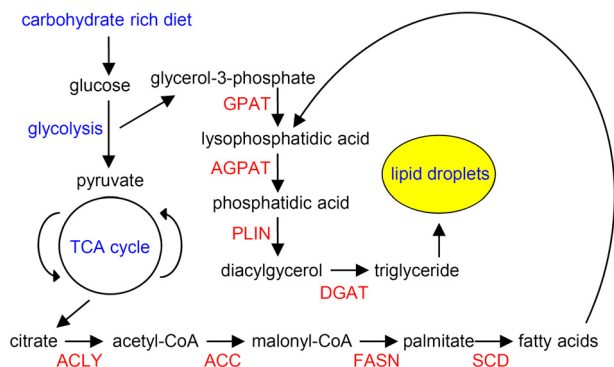 carbohydrate rich diet
glucose
glycerol-3-phosphate
GPAT
glycolysis
lysophosphatidic acid
AGPAT
lipid droplets
pyruvate
phosphatidic acid
PLIN
TCA cycle
diacylgycerol
triglyceride
DGAT
citrate
acetyl-CoA
malonyl-CoA
palmitate
fatty acids
ACLY
ACC
FASN
SCD